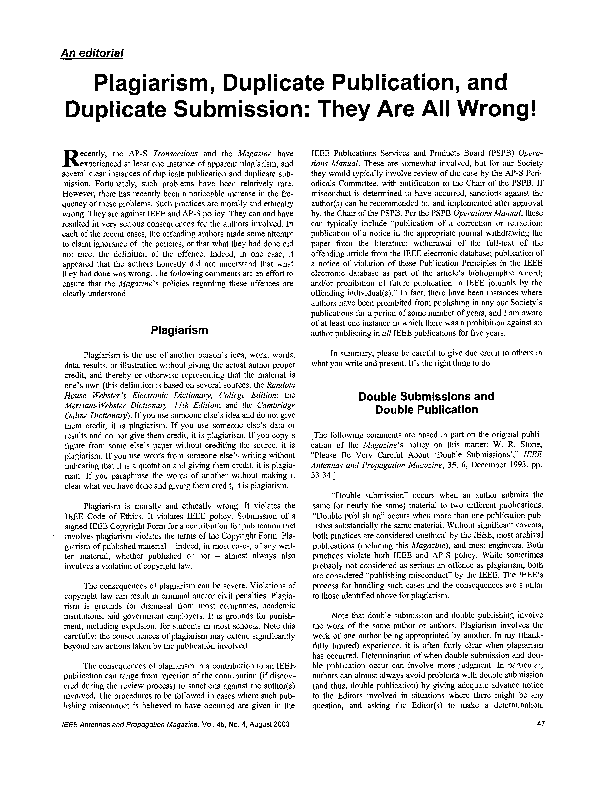 An editorial
Plagiarism, Duplicate Publication, and
Duplicate Submission: They Are All Wrong!
Recently, the AP-S Transactions and the Magazine have
experienced at least one instance of apparent plagiarism, and
several clear instances of duplicate publication and duplicate sub-
mission. Fortunately, such problems have been relatively rare.
However, there has recently been a noticeable increase in the fre-
quency of these problems. Such practices are morally and ethically
wrong. They are against IEEE and AP-S policy. They can and have
resulted in very serious consequences for the authors involved. In
each of the recent cases, the offending authors made some attempt
to claim ignorance of the policies, or that what they had done did
not meet the definition of the offence. Indeed, in one case, it
appeared that the authors honestly did not understand that what
they had done was wrong. The following comments are an effort to
ensure that the Magazine's policies regarding these offences are
clearly understood.
Plagiarism
Plagiarism is the use of another person's idea, work, words,
data, results, or illustration without giving the actual author proper
credit, and thereby or otherwise representing that the material is
one's own (this definition is based on several sources: the Random
House Webster's Electronic Dictionary, College Edition; the
Merriam-Webster Dictionary, 11th Edition; and the Cambridge
Online Dictionary). If you use someone else's idea and do not give
them credit, it is plagiarism. If you use someone else's data or
results and do not give them credit, it is plagiarism. If you copy a
figure from some else's paper without crediting the source, it is
plagiarism. If you use words from someone else's writing without
indicating that it is a quotation and giving them credit, it is plagia-
rism. If you paraphrase the words of another without making it
clear what you have done and giving them credit, it is plagiarism.
Plagiarism is morally and ethically wrong. It violates the
IEEE Code of Ethics. It violates IEEE policy. Submission of a
signed IEEE Copyright Form for a contribution for publication that
involves plagiarism violates the terms of the Copyright Form. Pla-
giarism of published material – indeed, in most cases, of any writ-
ten material, whether published or not – almost always also
involves a violation of copyright law.
The consequences of plagiarism can be severe. Violations of
copyright law can result in criminal and/or civil penalties. Plagia-
rism is grounds for dismissal from most companies, academic
institutions, and government employers. It is grounds for punish-
ment, including expulsion, for students in most schools. Note this
carefully: the consequences of plagiarism may extend significantly
beyond any actions taken by the publication involved.
The consequences of plagiarism in a contribution to an IEEE
publication can range from rejection of the contribution (if discov-
ered during the review process) to sanctions against the author(s)
involved. The procedures to be followed in cases where such pub-
lishing misconduct is believed to have occurred are given in the
IEEE Publications Services and Products Board (PSPB) Opera-
tions Manual. These are somewhat involved, but for our Society
they would typically involve review of the case by the AP-S Peri-
odicals Committee, with notification to the Chair of the PSPB. If
misconduct is determined to have occurred, sanctions against the
author(s) can be recommended to, and implemented after approval
by, the Chair of the PSPB. Per the PSPB Operations Manual, these
can typically include "publication of a correction or retraction;
publication of a notice in the appropriate journal withdrawing the
paper from the literature; withdrawal of the full-text of the
offending article from the IEEE electronic database; publication of
a notice of violation of those Publication Principles in the IEEE
electronic database as part of the article's bibliographic record;
and/or prohibition of future publication in IEEE journals by the
offending individual(s)." In fact, there have been instances where
authors have been prohibited from publishing in any our Society's
publications for a period of some number of years, and I am aware
of at least one instance in which there was a prohibition against an
author publishing in all IEEE publications for five years.
In summary, please be careful to give due credit to others in
what you write and present. It's the right thing to do.
Double Submissions and
Double Publication
[The following comments are based in part on the original publi-
cation of the Magazine's policy on this matter: W. R. Stone,
"Please Be Very Careful About 'Double Submissions'," IEEE
Antennas and Propagation Magazine, 35, 6, December 1993, pp.
33-34.]
"Double submission" occurs when an author submits the
same (or nearly the same) material to two different publications.
"Double publishing" occurs when more than one publication pub-
lishes substantially the same material. Without significant caveats,
both practices are considered unethical by the IEEE, most archival
publications (including this Magazine), and most engineers. Both
practices violate both IEEE and AP-S policy. While sometimes
probably not considered as serious an offense as plagiarism, both
are considered "publishing misconduct" by the IEEE. The IEEE's
process for handling such cases and the consequences are similar
to those identified above for plagiarism.
Note that double submission and double publishing involve
the work of the same author or authors. Plagiarism involves the
work of one author being appropriated by another. In my (thank-
fully limited) experience, it is often fairly clear when plagiarism
has occurred. Determination of when double submission and dou-
ble publication occur can involve more judgment. In particular,
authors can almost always avoid problems with double submission
(and thus, double publication) by giving adequate advance notice
to the Editors involved in situations where there might be any
question, and asking the Editor(s) to make a determination.
IEEE Antennas and Propagation Magazine, Vol. 45, No. 4, August 2003
47